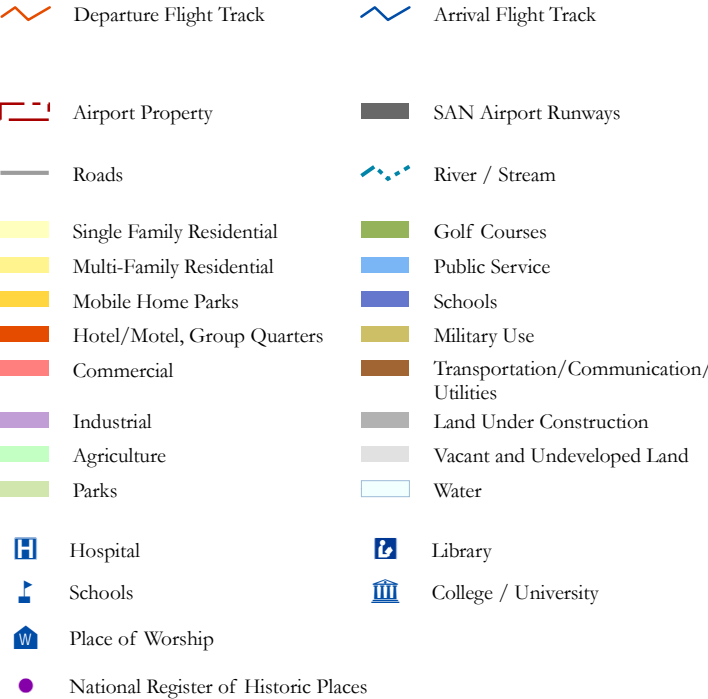 Departure Flight Track
Arrival Flight Track
Airport Property
SAN Airport Runways
Roads
River / Stream
Single Family Residential
Golf Courses
Multi-Family Residential
Public Service
Mobile Home Parks
Schools
Hotel/Motel, Group Quarters
Military Use
Commercial
Transportation/Communication/
Utilities
Industrial
Land Under Construction
Agriculture
Vacant and Undeveloped Land
Parks
Water
H
Hospital
Library
Schools
College / University
W
Place of Worship
National Register of Historic Places